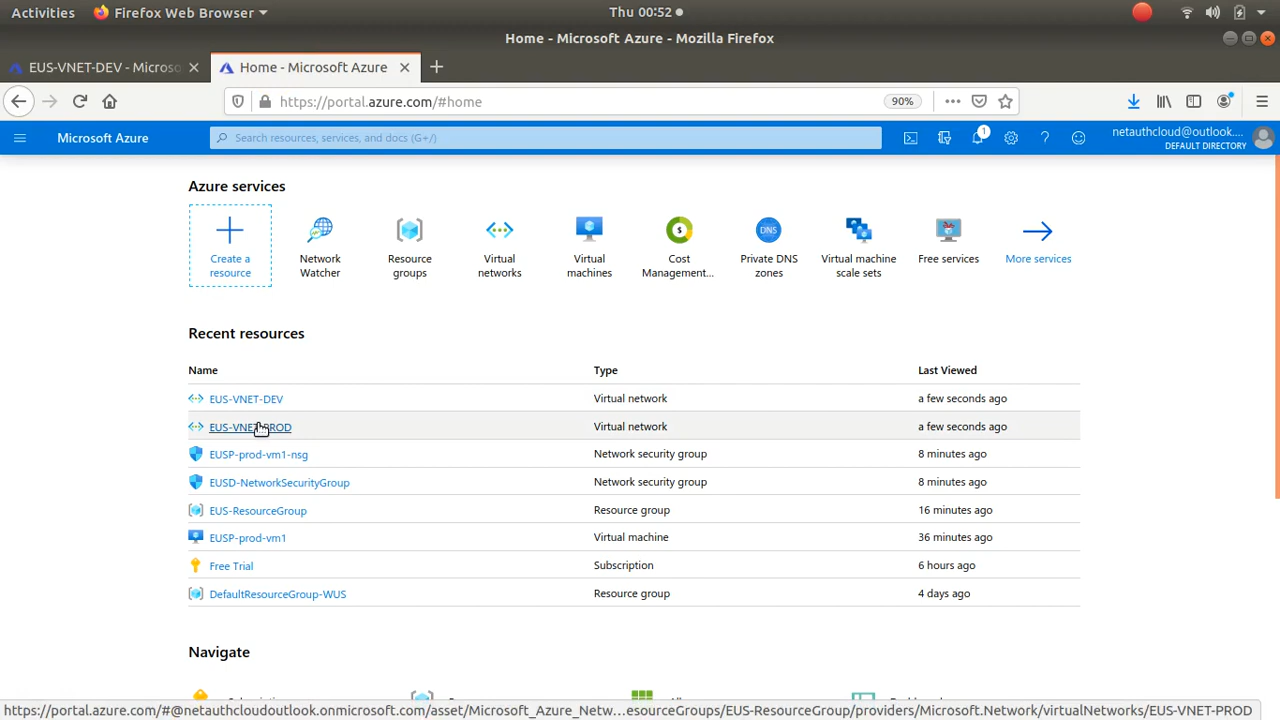 Activities Firefox Web Browser Thu 00:52
Home - Microsoft Azure - Mozilla Firefox
EUS-VNET-DEV - Microso Home - Microsoft Azure
https://portal.azure.com/#home 90%
Microsoft Azure Search resources, services, and docs (G+/) 1 netauthcloud@outlook....
DEFAULT DIRECTORY
Azure services
Create a resource
Network Watcher
Resource groups
Virtual networks
Virtual machines
Cost Management...
Private DNS zones
Virtual machine scale sets
Free services
More services
Recent resources
Name Type Last Viewed
EUS-VNET-DEV Virtual network a few seconds ago
EUS-VNET-PROD Virtual network a few seconds ago
EUSP-prod-vm1-nsg Network security group 8 minutes ago
EUSD-NetworkSecurityGroup Network security group 8 minutes ago
EUS-ResourceGroup Resource group 16 minutes ago
EUSP-prod-vm1 Virtual machine 36 minutes ago
Free Trial Subscription 6 hours ago
DefaultResourceGroup-WUS Resource group 4 days ago
Navigate
https://portal.azure.com/#@netauthcloudoutlook.onmicrosoft.com/asset/Microsoft_Azure_Netw…esourceGroups/EUS-ResourceGroup/providers/Microsoft.Network/virtualNetworks/EUS-VNET-PROD